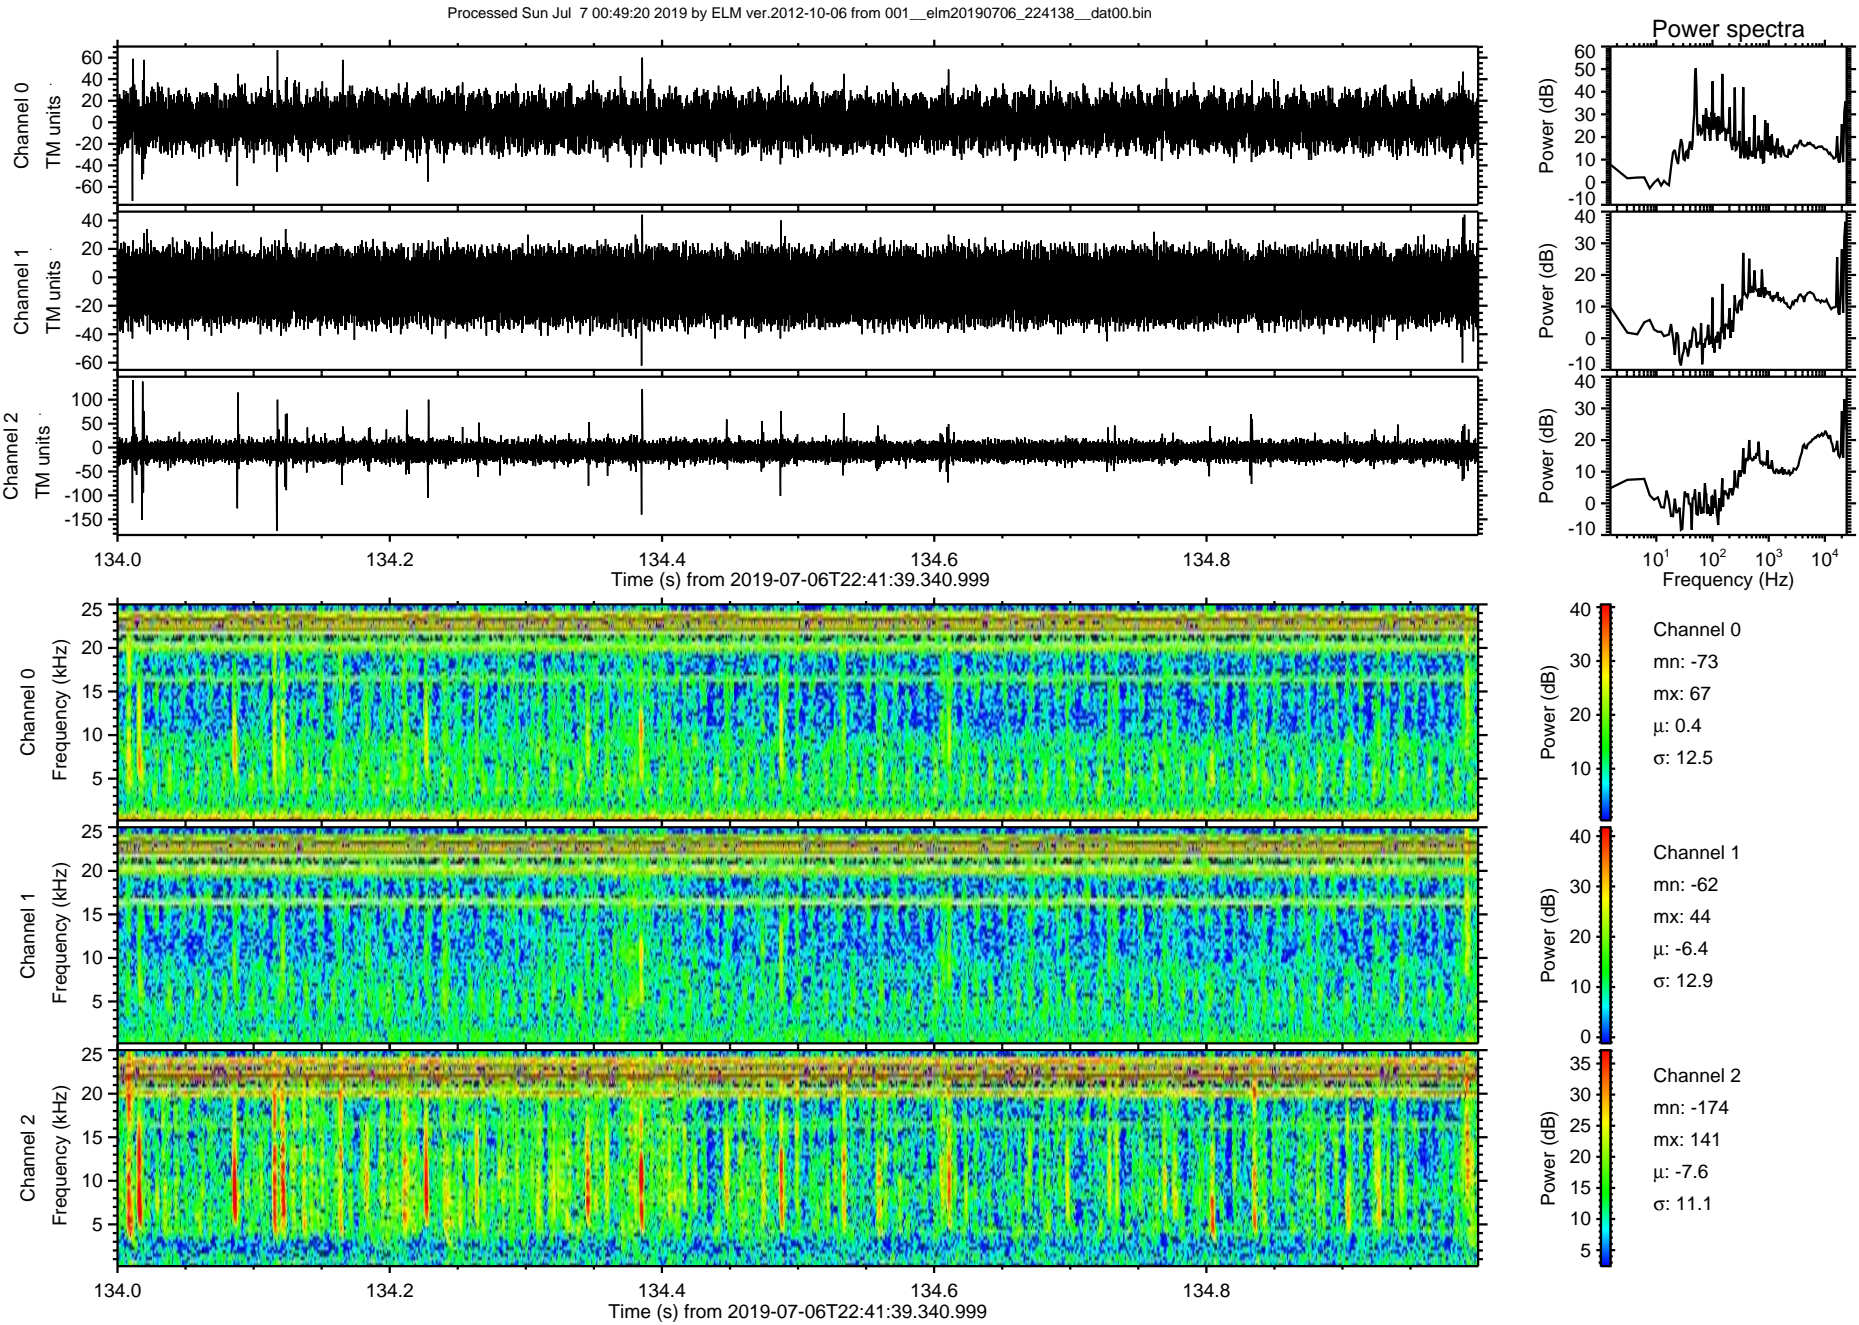 Processed Sun Jul  7 00:49:20 2019 by ELM ver.2012-10-06 from 001__elm20190706_224138__dat00.bin
Power spectra
Channel 0
TM units
60
40
20
0
-20
-40
-60
Power (dB)
60
50
40
30
20
10
0
-10
Channel 1
TM units
40
20
0
-20
-40
-60
Power (dB)
40
30
20
10
0
-10
Channel 2
TM units
100
50
0
-50
-100
-150
Power (dB)
40
30
20
10
0
-10
134.0 134.2 134.4 134.6 134.8
Time (s) from 2019-07-06T22:41:39.340.999
10^1 10^2 10^3 10^4
Frequency (Hz)
Channel 0
Frequency (kHz)
25
20
15
10
5
Power (dB)
40
30
20
10
Channel 0
mn: -73
mx: 67
μ: 0.4
σ: 12.5
Channel 1
Frequency (kHz)
25
20
15
10
5
Power (dB)
40
30
20
10
0
Channel 1
mn: -62
mx: 44
μ: -6.4
σ: 12.9
Channel 2
Frequency (kHz)
25
20
15
10
5
Power (dB)
35
30
25
20
15
10
5
Channel 2
mn: -174
mx: 141
μ: -7.6
σ: 11.1
134.0 134.2 134.4 134.6 134.8
Time (s) from 2019-07-06T22:41:39.340.999